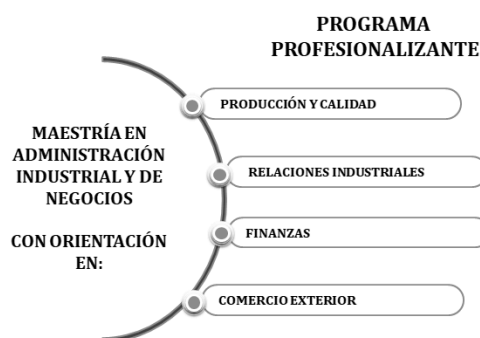 PROGRAMA
PROFESIONALIZANTE
PRODUCCIÓN Y CALIDAD
MAESTRÍA EN
ADMINISTRACIÓN
INDUSTRIAL Y DE
NEGOCIOS
RELACIONES INDUSTRIALES
CON ORIENTACIÓN
EN:
FINANZAS
COMERCIO EXTERIOR